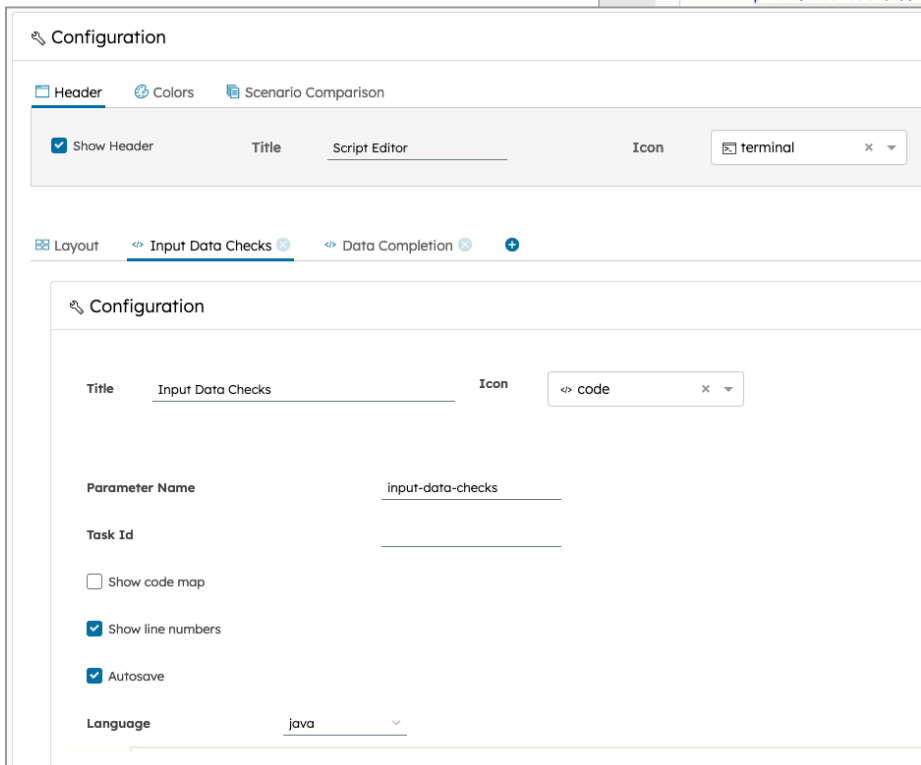 Configuration
Header Colors Scenario Comparison
Show Header Title Script Editor Icon terminal
Layout Input Data Checks Data Completion
Configuration
Title Input Data Checks Icon code
Parameter Name input-data-checks
Task Id
Show code map
Show line numbers
Autosave
Language java